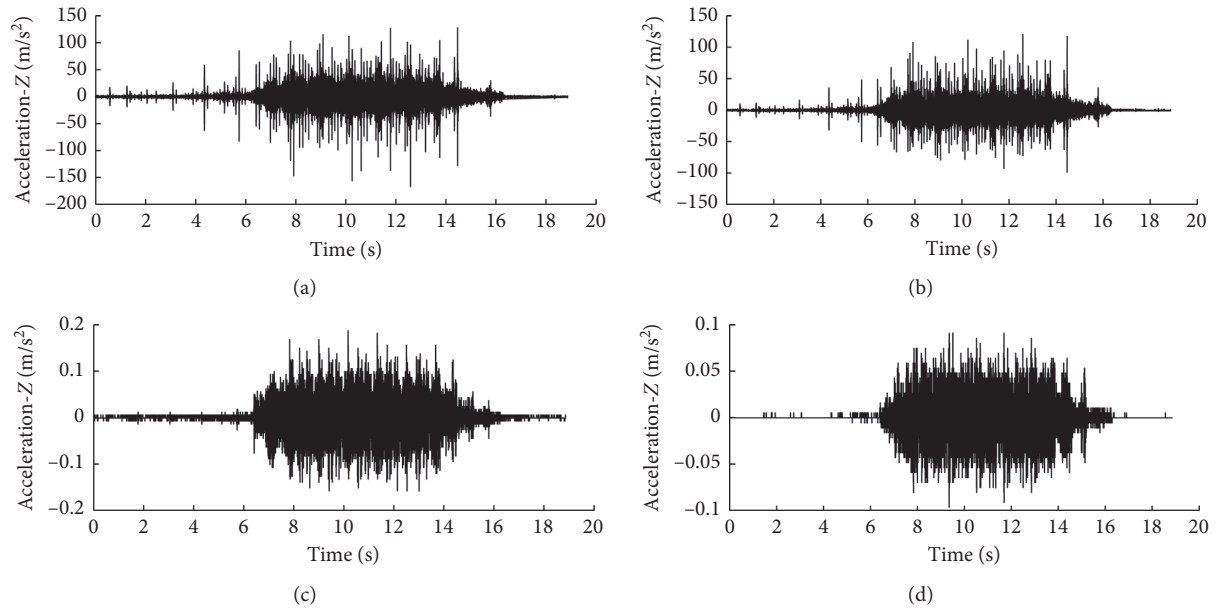 150
100
50
0
−50
−100
−150
−200
Acceleration-Z (m/s²)
0 2 4 6 8 10 12 14 16 18 20
Time (s)
(a)
150
100
50
0
−50
−100
−150
Acceleration-Z (m/s²)
0 2 4 6 8 10 12 14 16 18 20
Time (s)
(b)
0.2
0.1
0
−0.1
−0.2
Acceleration-Z (m/s²)
0 2 4 6 8 10 12 14 16 18 20
Time (s)
(c)
0.1
0.05
0
−0.05
−0.1
Acceleration-Z (m/s²)
0 2 4 6 8 10 12 14 16 18 20
Time (s)
(d)